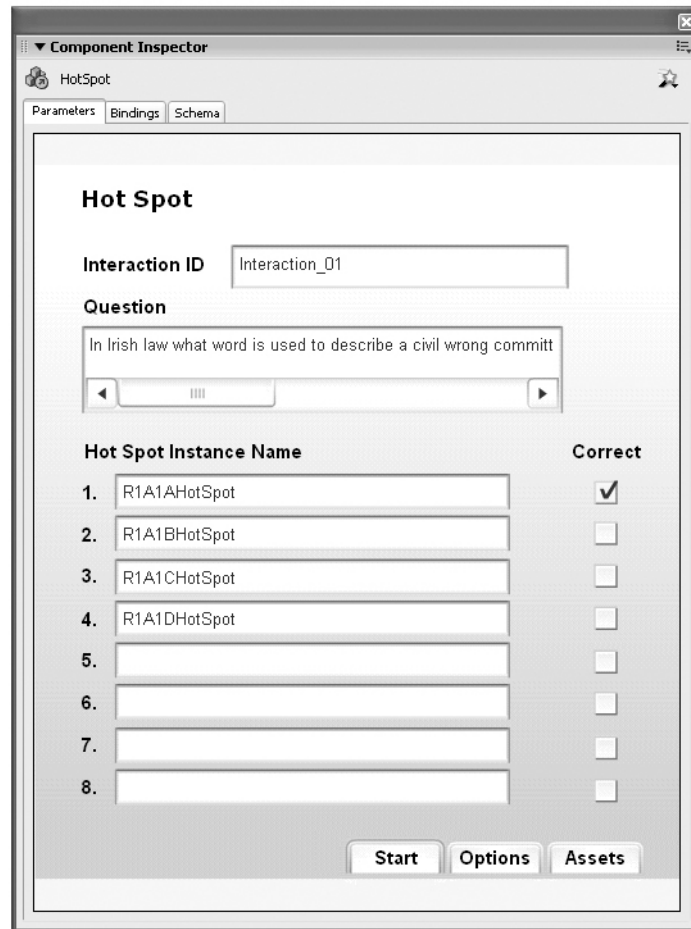 Component Inspector
HotSpot
Parameters Bindings Schema
Hot Spot
Interaction ID Interaction_01
Question
In Irish law what word is used to describe a civil wrong committ
Hot Spot Instance Name Correct
1. R1A1AHotSpot
2. R1A1BHotSpot
3. R1A1CHotSpot
4. R1A1DHotSpot
5.
6.
7.
8.
Start Options Assets